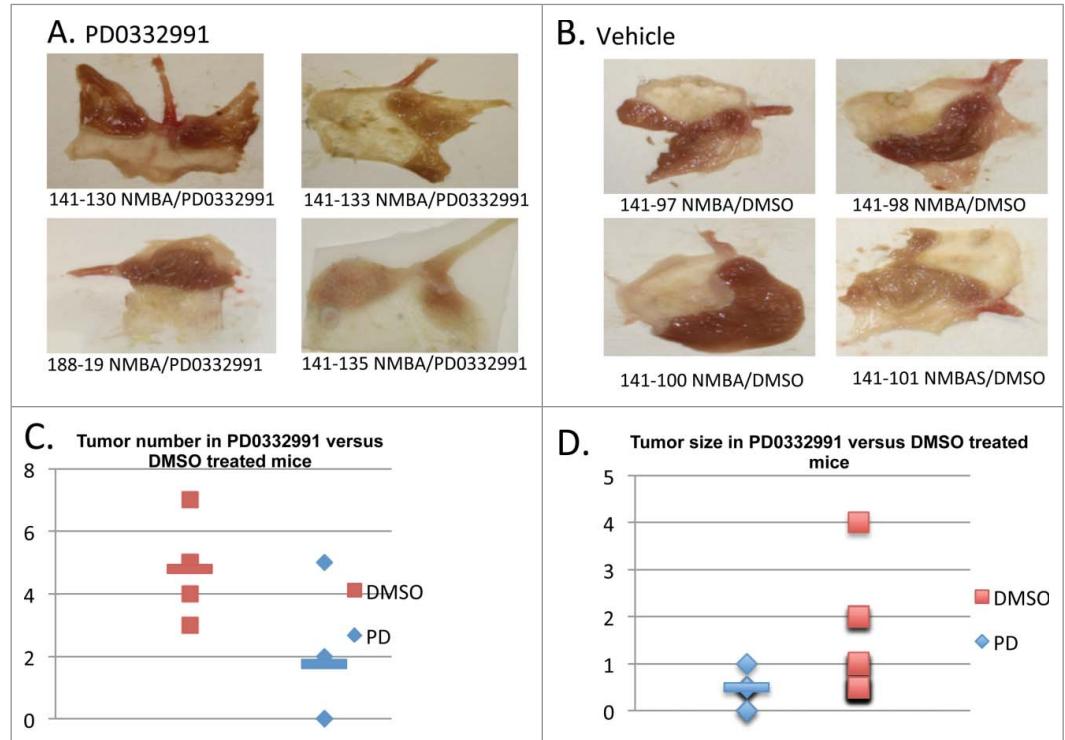 A. PD0332991
141-130 NMBA/PD0332991
141-133 NMBA/PD0332991
188-19 NMBA/PD0332991
141-135 NMBA/PD0332991
B. Vehicle
141-97 NMBA/DMSO
141-98 NMBA/DMSO
141-100 NMBA/DMSO
141-101 NMBAS/DMSO
C.
Tumor number in PD0332991 versus
DMSO treated mice
8
6
4
2
0
DMSO
PD
D.
Tumor size in PD0332991 versus DMSO treated
mice
5
4
3
2
1
0
DMSO
PD